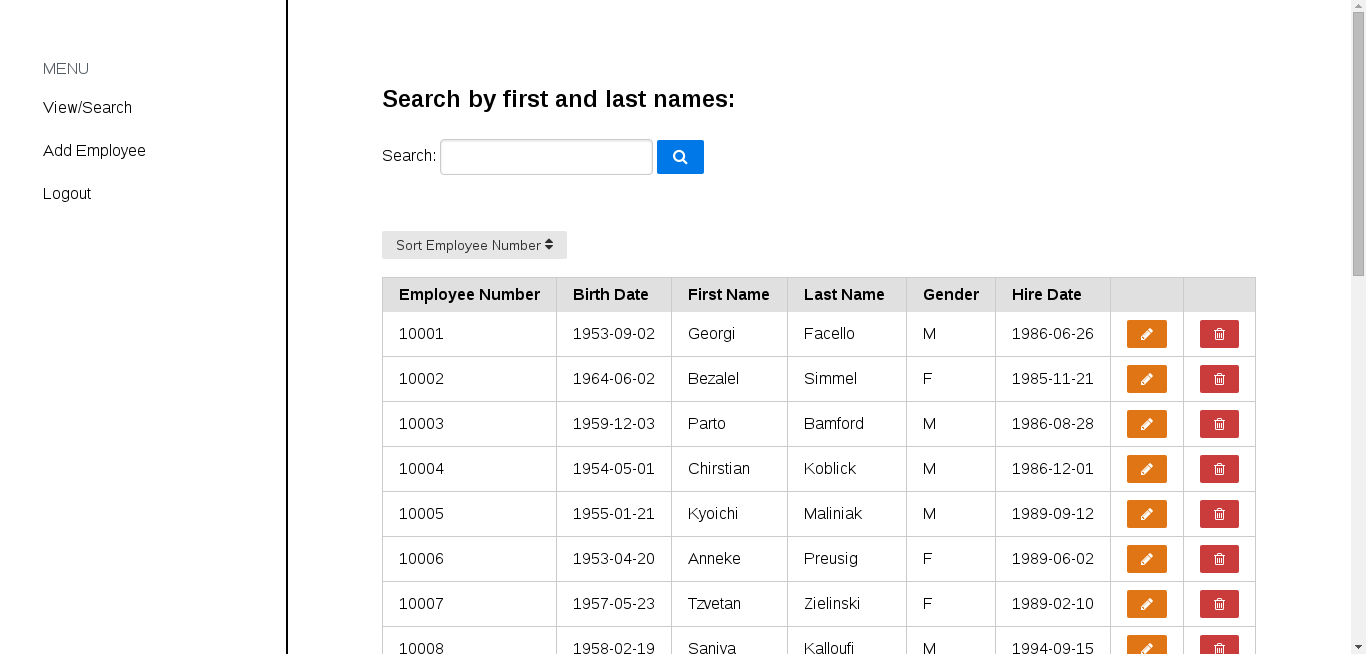 MENU
View/Search
Add Employee
Logout
Search by first and last names:
Search:
Sort Employee Number
Employee Number Birth Date First Name Last Name Gender Hire Date
10001 1953-09-02 Georgi Facello M 1986-06-26
10002 1964-06-02 Bezalel Simmel F 1985-11-21
10003 1959-12-03 Parto Bamford M 1986-08-28
10004 1954-05-01 Chirstian Koblick M 1986-12-01
10005 1955-01-21 Kyoichi Maliniak M 1989-09-12
10006 1953-04-20 Anneke Preusig F 1989-06-02
10007 1957-05-23 Tzvetan Zielinski F 1989-02-10
10008 1958-02-19 Saniya Kalloufi M 1994-09-15